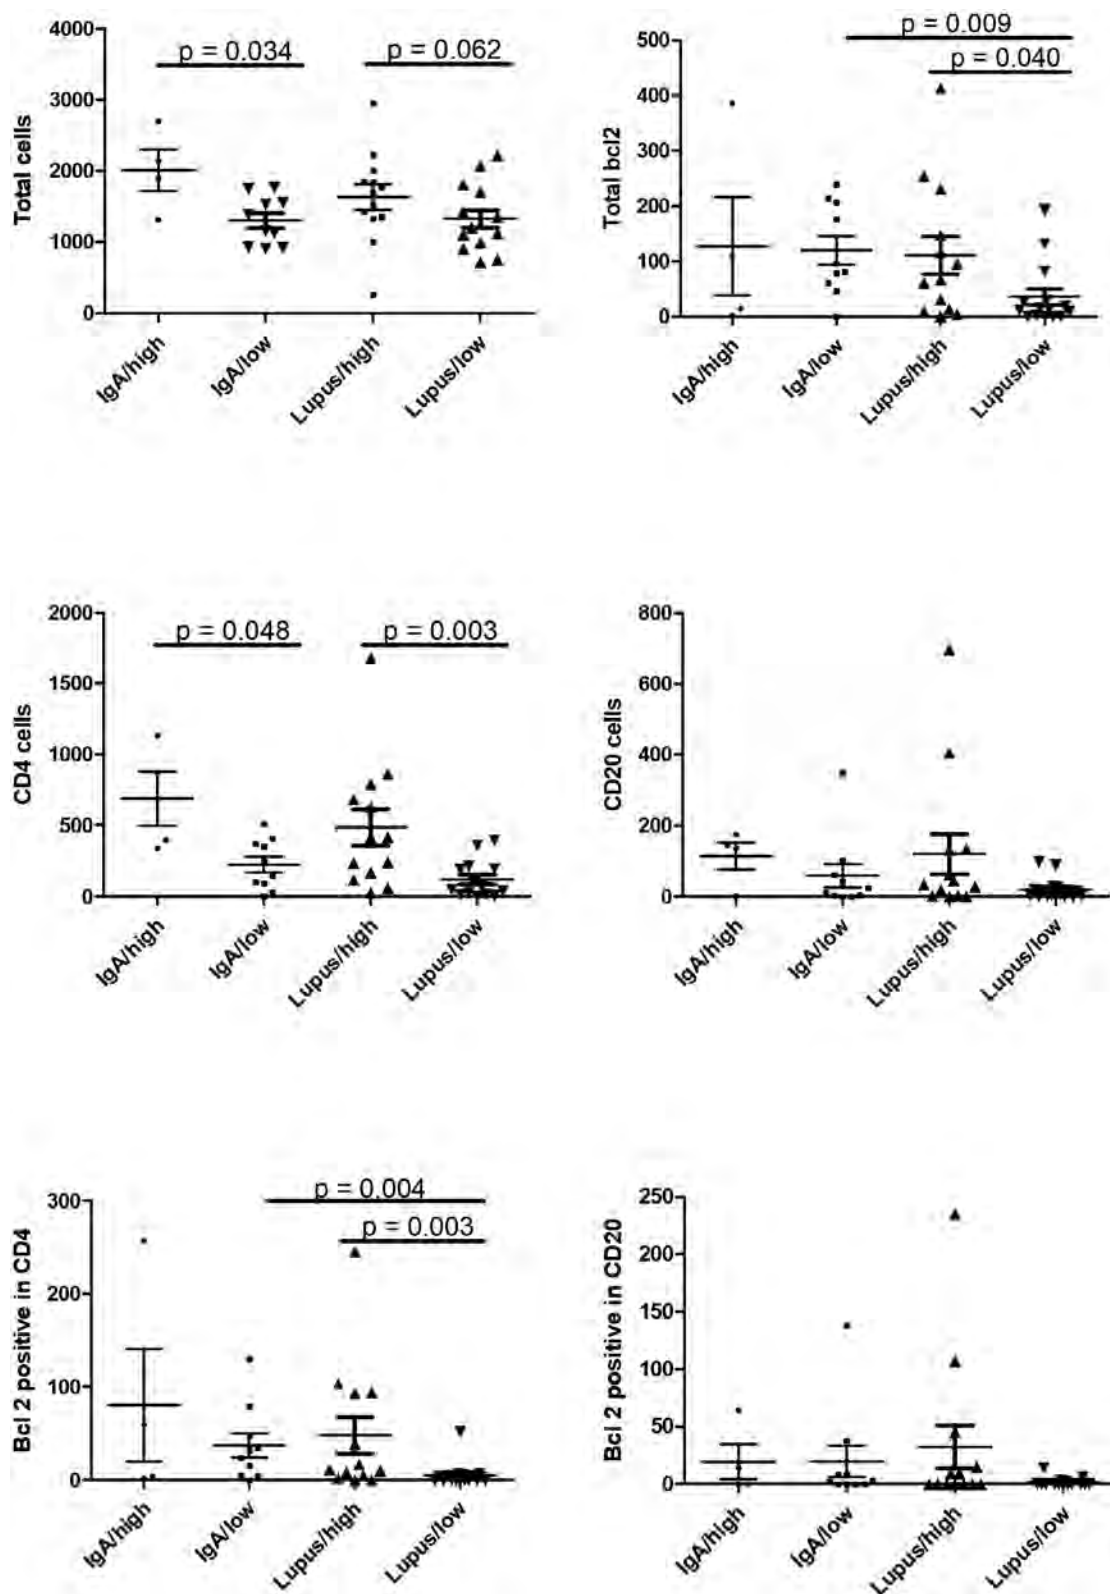 Total cells
4000
3000
2000
1000
0
p = 0.034
p = 0.062
IgA/high
IgA/low
Lupus/high
Lupus/low
Total bcl2
500
400
300
200
100
0
p = 0.009
p = 0.040
IgA/high
IgA/low
Lupus/high
Lupus/low
CD4 cells
2000
1500
1000
500
0
p = 0.048
p = 0.003
IgA/high
IgA/low
Lupus/high
Lupus/low
CD20 cells
800
600
400
200
0
IgA/high
IgA/low
Lupus/high
Lupus/low
Bcl 2 positive in CD4
300
200
100
0
p = 0.004
p = 0.003
IgA/high
IgA/low
Lupus/high
Lupus/low
Bcl 2 positive in CD20
250
200
150
100
50
0
IgA/high
IgA/low
Lupus/high
Lupus/low